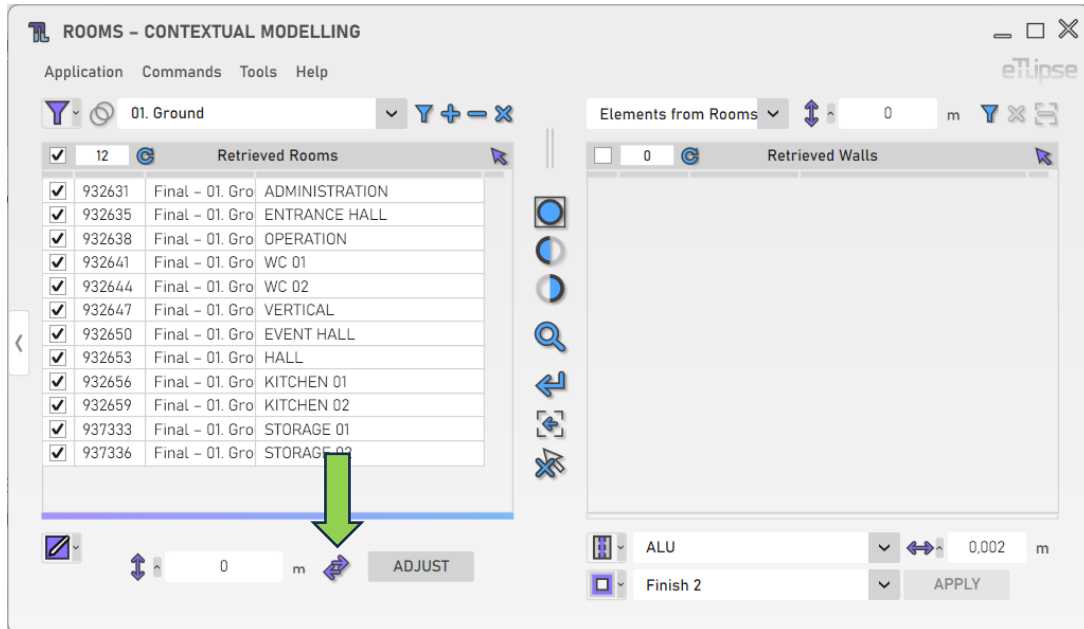 ROOMS – CONTEXTUAL MODELLING
Application Commands Tools Help
eTLipse
01. Ground
Elements from Rooms
0 m
12 Retrieved Rooms
0 Retrieved Walls
932631 Final – 01. Gro ADMINISTRATION
932635 Final – 01. Gro ENTRANCE HALL
932638 Final – 01. Gro OPERATION
932641 Final – 01. Gro WC 01
932644 Final – 01. Gro WC 02
932647 Final – 01. Gro VERTICAL
932650 Final – 01. Gro EVENT HALL
932653 Final – 01. Gro HALL
932656 Final – 01. Gro KITCHEN 01
932659 Final – 01. Gro KITCHEN 02
937333 Final – 01. Gro STORAGE 01
937336 Final – 01. Gro STORAGE 02
0 m ADJUST
ALU 0,002 m
Finish 2 APPLY